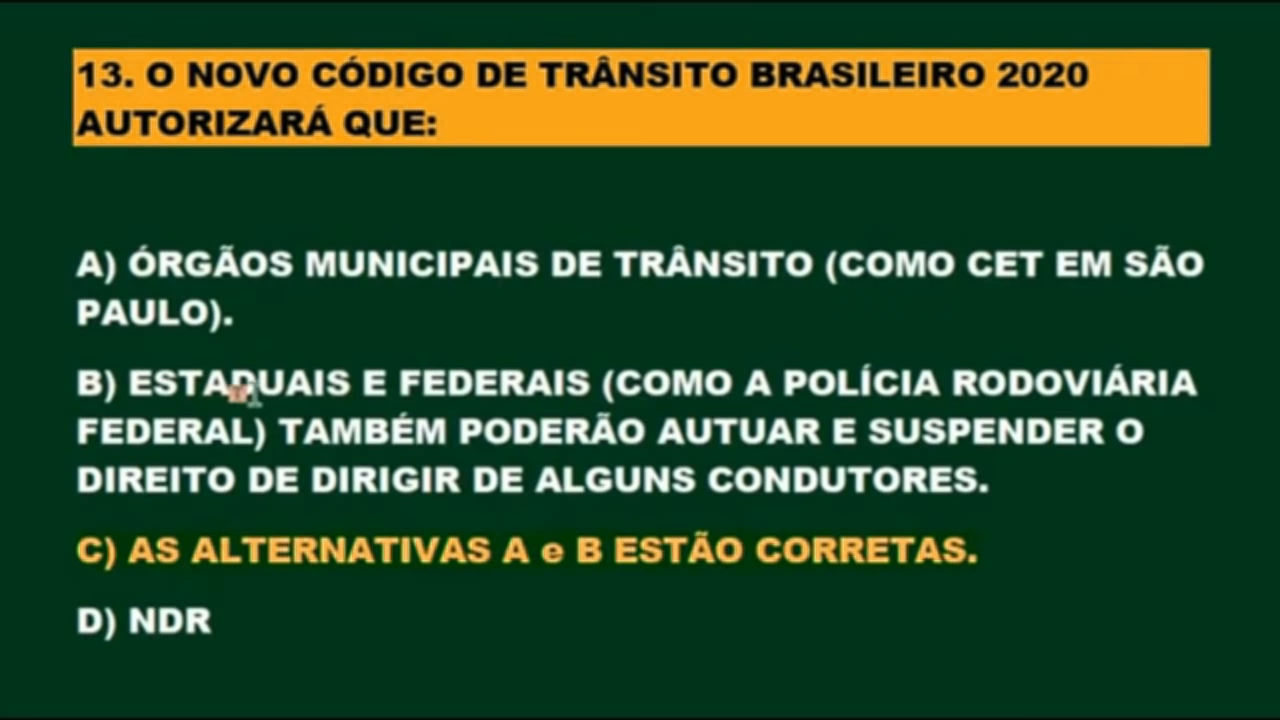 13. O NOVO CÓDIGO DE TRÂNSITO BRASILEIRO 2020
AUTORIZARÁ QUE:
A) ÓRGÃOS MUNICIPAIS DE TRÂNSITO (COMO CET EM SÃO
PAULO).
B) ESTADUAIS E FEDERAIS (COMO A POLÍCIA RODOVIÁRIA
FEDERAL) TAMBÉM PODERÃO AUTUAR E SUSPENDER O
DIREITO DE DIRIGIR DE ALGUNS CONDUTORES.
C) AS ALTERNATIVAS A e B ESTÃO CORRETAS.
D) NDR